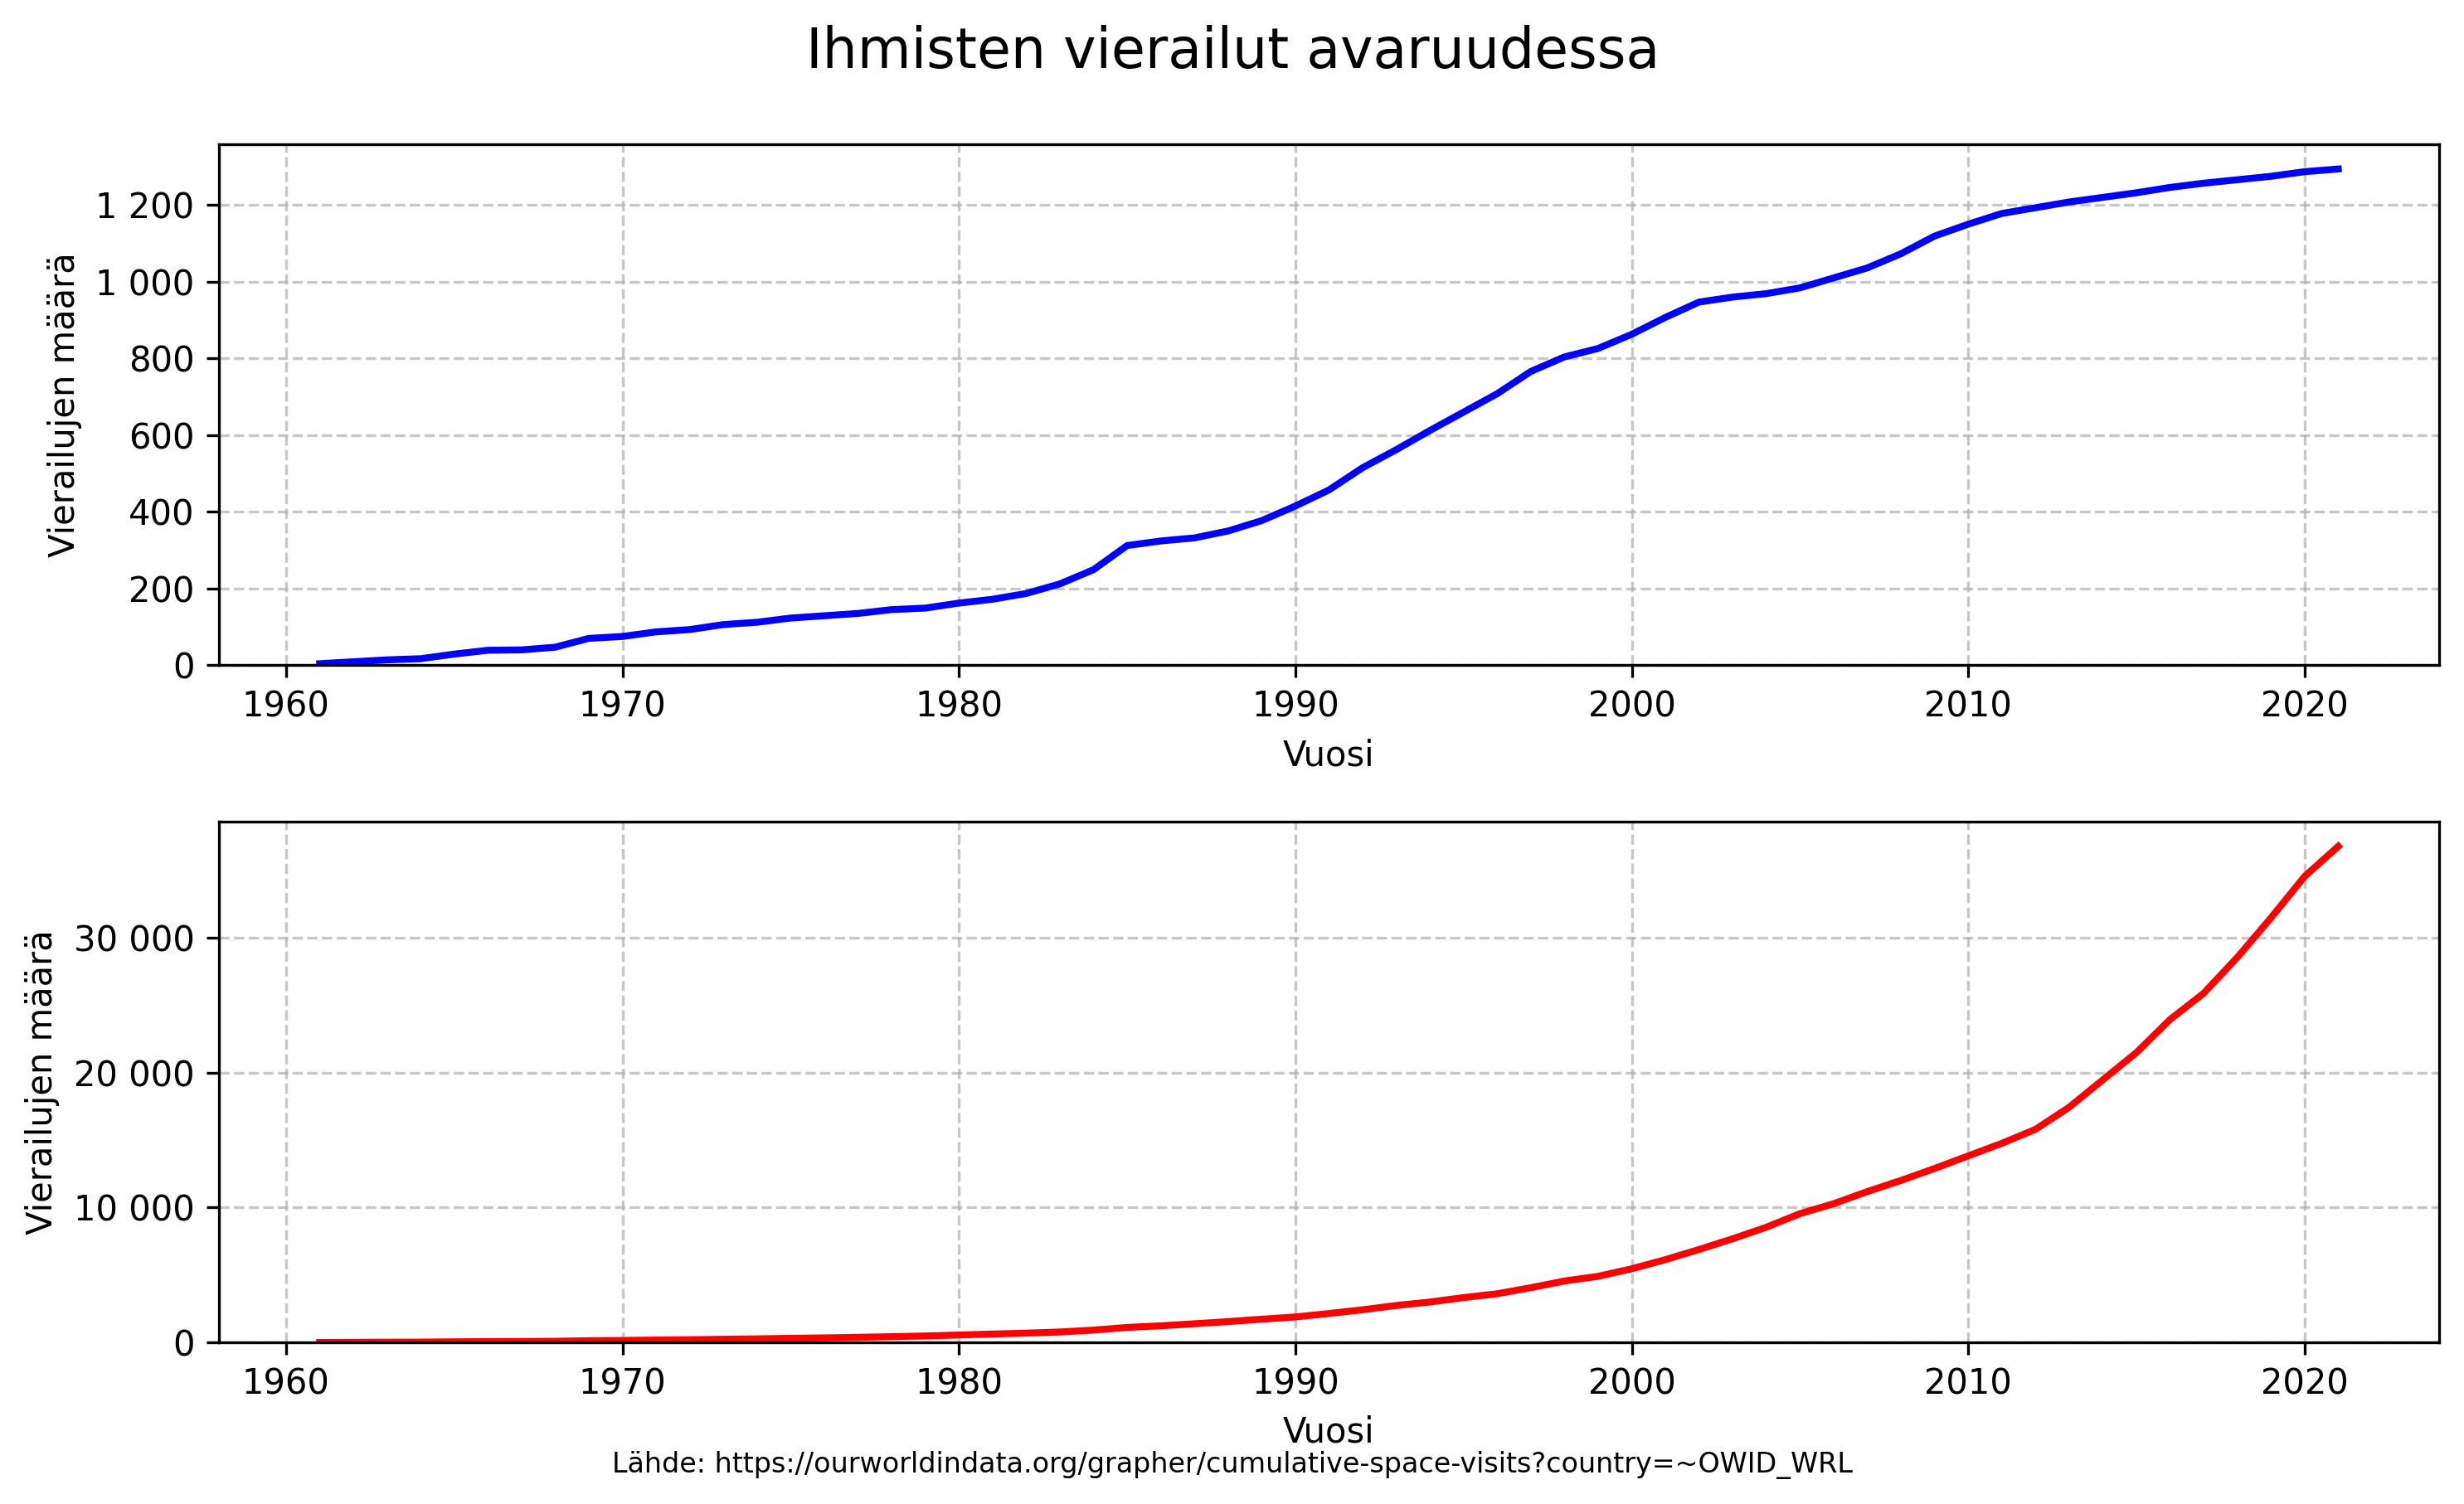 Ihmisten vierailut avaruudessa
Vierailujen määrä
1 200
1 000
800
600
400
200
0
1960 1970 1980 1990 2000 2010 2020
Vuosi
Vierailujen määrä
30 000
20 000
10 000
0
1960 1970 1980 1990 2000 2010 2020
Vuosi
Lähde: https://ourworldindata.org/grapher/cumulative-space-visits?country=~OWID_WRL